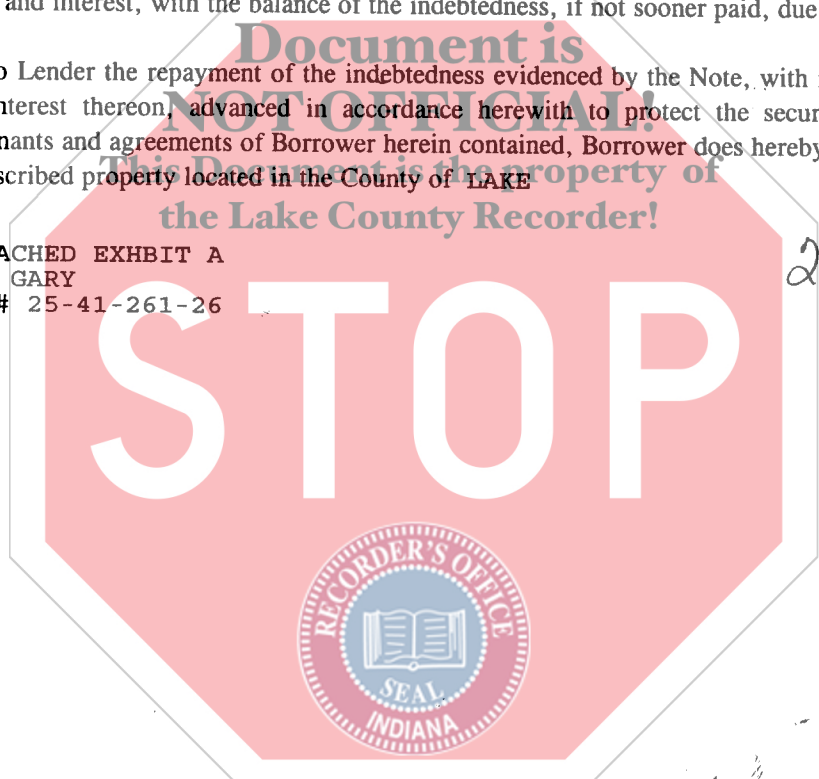 and interest, with the balance of the indebtedness, if not sooner paid, due
Document is
Lender the repayment of the indebtedness evidenced by the Note, with
NOT OFFICIAL!
nterest thereon, advanced in accordance herewith to protect the secur
nants and agreements of Borrower herein contained, Borrower does hereby
This Document is the property of
scribed property located in the County of LAKE
the Lake County Recorder!
ACHED EXHBIT A
GARY
# 25-41-261-26
2
STOP
RECORDER'S OFFICE
SEAL
INDIANA